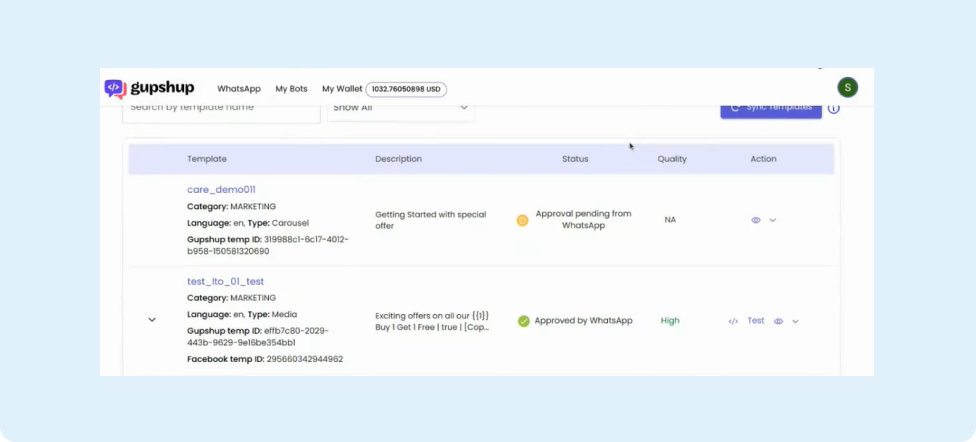 gupshup WhatsApp My Bots My Wallet 1032.76050898 USD S
Search by template name Show All Sync Templates
Template Description Status Quality Action
care_demo011
Category: MARKETING
Language: en, Type: Carousel
Gupshup temp ID: 319988c1-6c17-4012-
b958-150581320690
Getting Started with special
offer
Approval pending from
WhatsApp
NA
test_lto_01_test
Category: MARKETING
Language: en, Type: Media
Gupshup temp ID: effb7c80-2029-
443b-9629-9e16be354bb1
Facebook temp ID: 295660342944962
Exciting offers on all our {{1}}
Buy 1 Get 1 Free | true | [Cop...
Approved by WhatsApp
High
</> Test